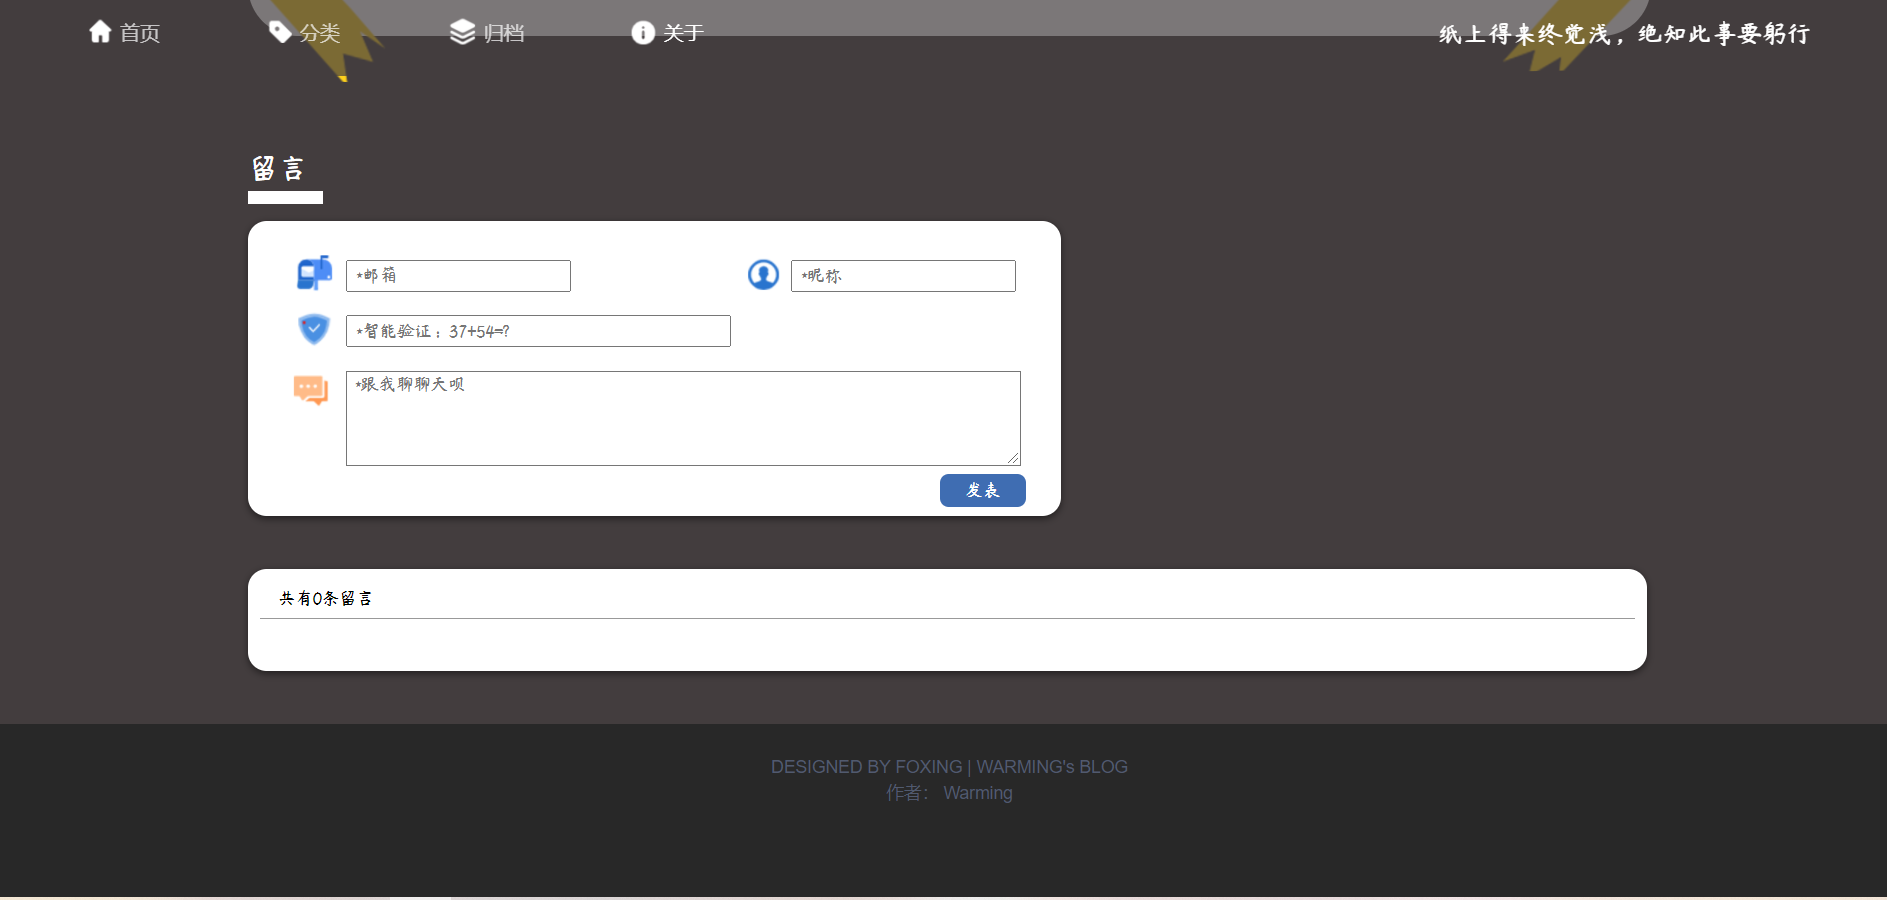 首页 分类 归档 关于 纸上得来终觉浅，绝知此事要躬行
留言
*邮箱 *昵称
*智能验证：37+54=?
*跟我聊聊天呗
发表
共有0条留言
DESIGNED BY FOXING | WARMING's BLOG
作者： Warming